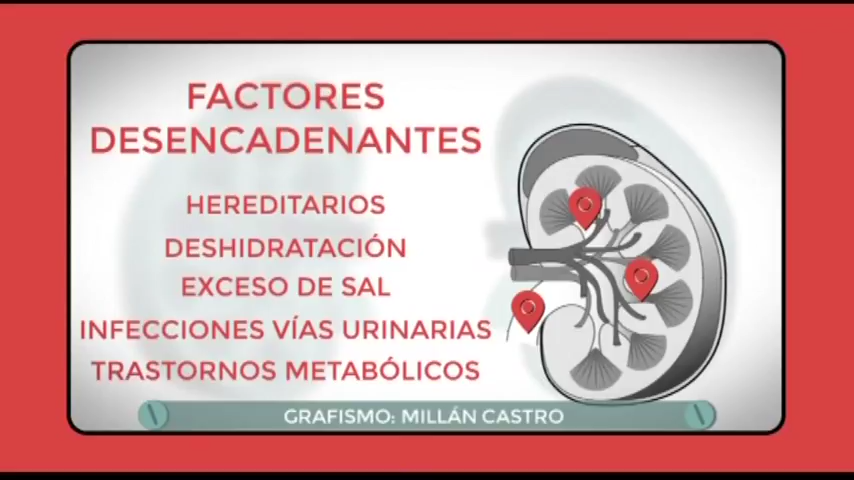 FACTORES
DESENCADENANTES
HEREDITARIOS
DESHIDRATACIÓN
EXCESO DE SAL
INFECCIONES VÍAS URINARIAS
TRASTORNOS METABÓLICOS
GRAFISMO: MILLÁN CASTRO